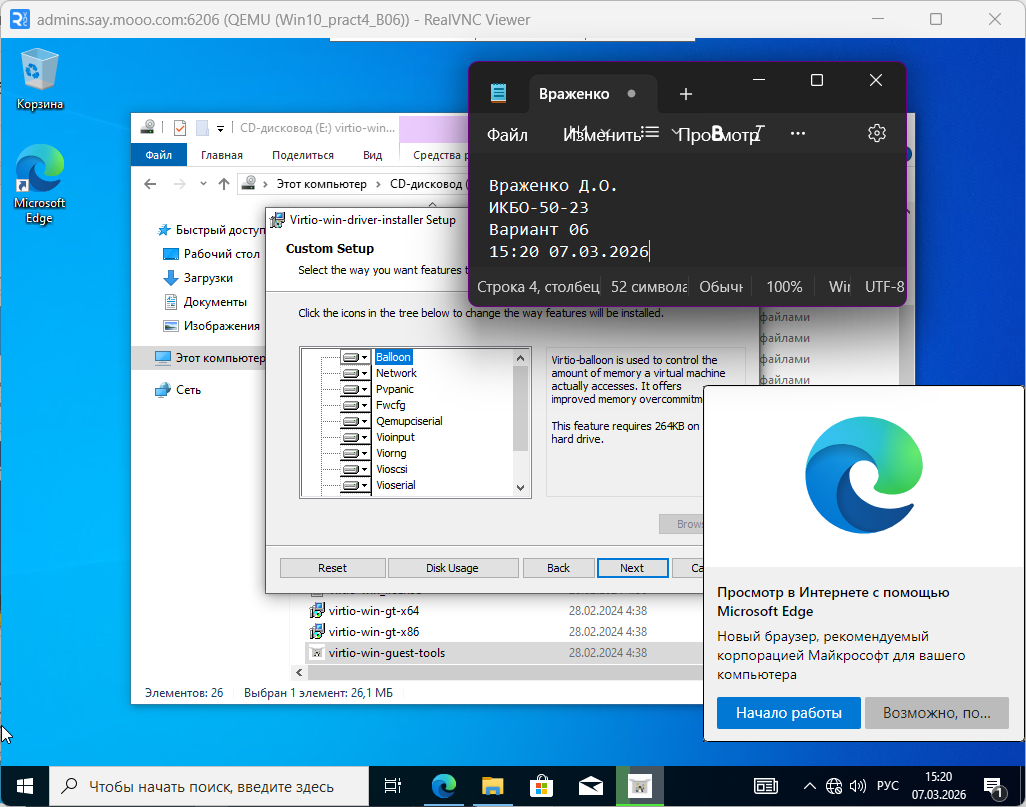 admins.say.mooo.com:6206 (QEMU (Win10_pract4_B06)) - RealVNC Viewer
Корзина
Microsoft
Edge
CD-дисковод (E:) virtio-win...
Файл
Главная
Поделиться
Вид
Средства
Этот компьютер
CD-дисковод (
Быстрый доступ
Рабочий стол
Загрузки
Документы
Изображения
Этот компьютер
Сеть
Враженко
Файл
Изменить
Просмотр
Враженко Д.О.
ИКБО-50-23
Вариант 06
15:20 07.03.2026
Строка 4, столбец
52 символа
Обычн
100%
UTF-8
Virtio-win-driver-installer Setup
Custom Setup
Select the way you want features t
Click the icons in the tree below to change the way features will be installed.
Balloon
Network
Pvpanic
Fwcfg
Qemupciserial
Vioinput
Viorng
Vioscsi
Vioserial
Virtio-balloon is used to control the
amount of memory a virtual machine
actually accesses. It offers
improved memory overcommitm
This feature requires 264KB on
hard drive.
Brows
Reset
Disk Usage
Back
Next
Ca
файлами
файлами
файлами
файлами
virtio-win-gt-x64 28.02.2024 4:38
virtio-win-gt-x86 28.02.2024 4:38
virtio-win-guest-tools 28.02.2024 4:38
Элементов: 26
Выбран 1 элемент: 26,1 МБ
Просмотр в Интернете с помощью
Microsoft Edge
Новый браузер, рекомендуемый
корпорацией Майкрософт для вашего
компьютера
Начало работы
Возможно, по...
Чтобы начать поиск, введите здесь
РУС
15:20
07.03.2026
1